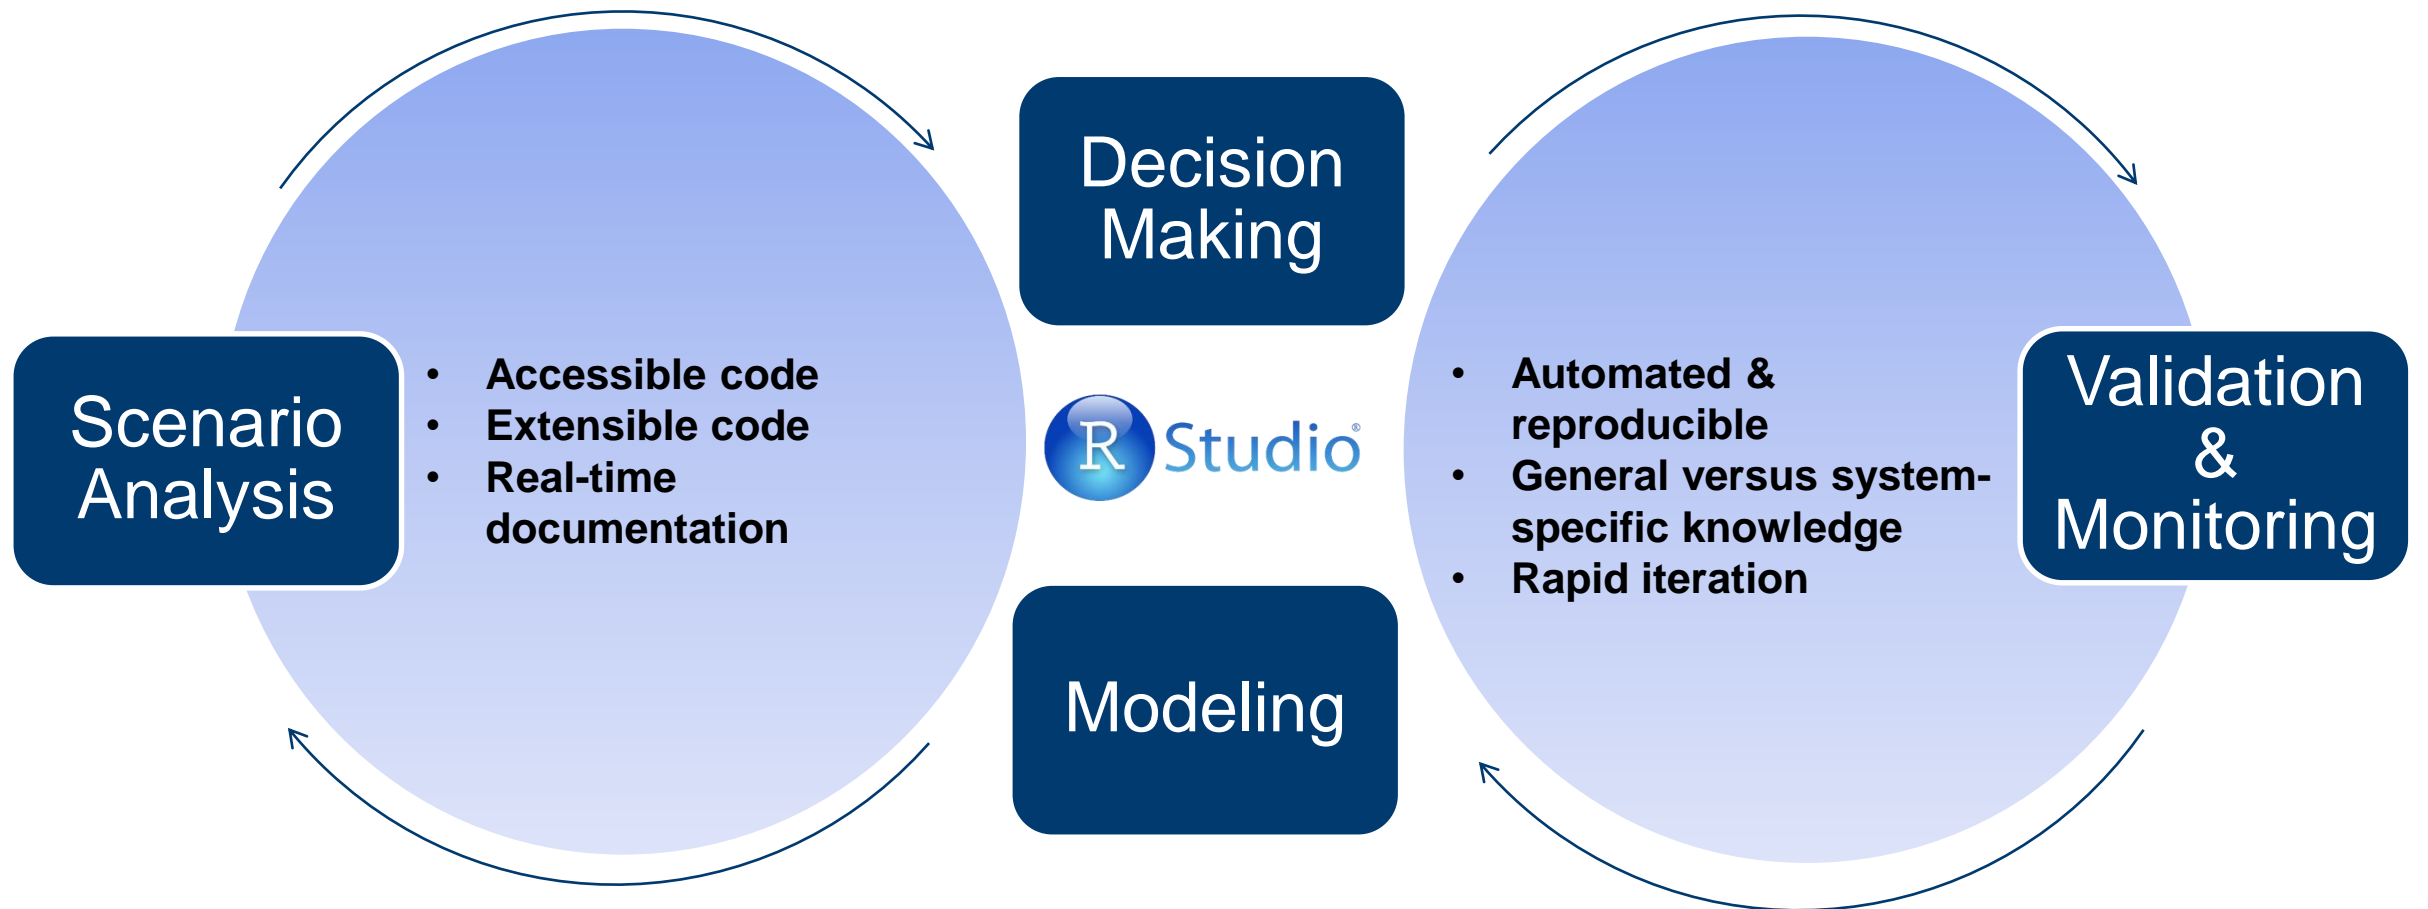 Scenario
Analysis
• Accessible code
• Extensible code
• Real-time
documentation
Decision
Making
R Studio®
Modeling
• Automated &
reproducible
• General versus system-
specific knowledge
• Rapid iteration
Validation
&
Monitoring